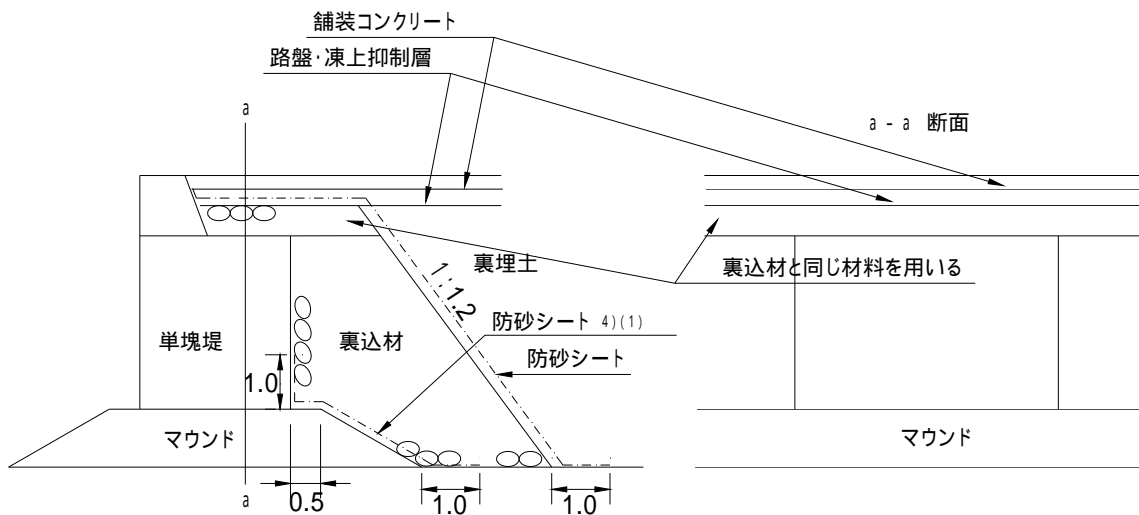 舗装コンクリート
路盤･凍上抑制層
a
a - a 断面
裏埋土
1:1.2
裏込材と同じ材料を用いる
防砂シート 4)(1)
単塊堤
裏込材
防砂シート
1.0
マウンド
マウンド
a
0.5
1.0
1.0